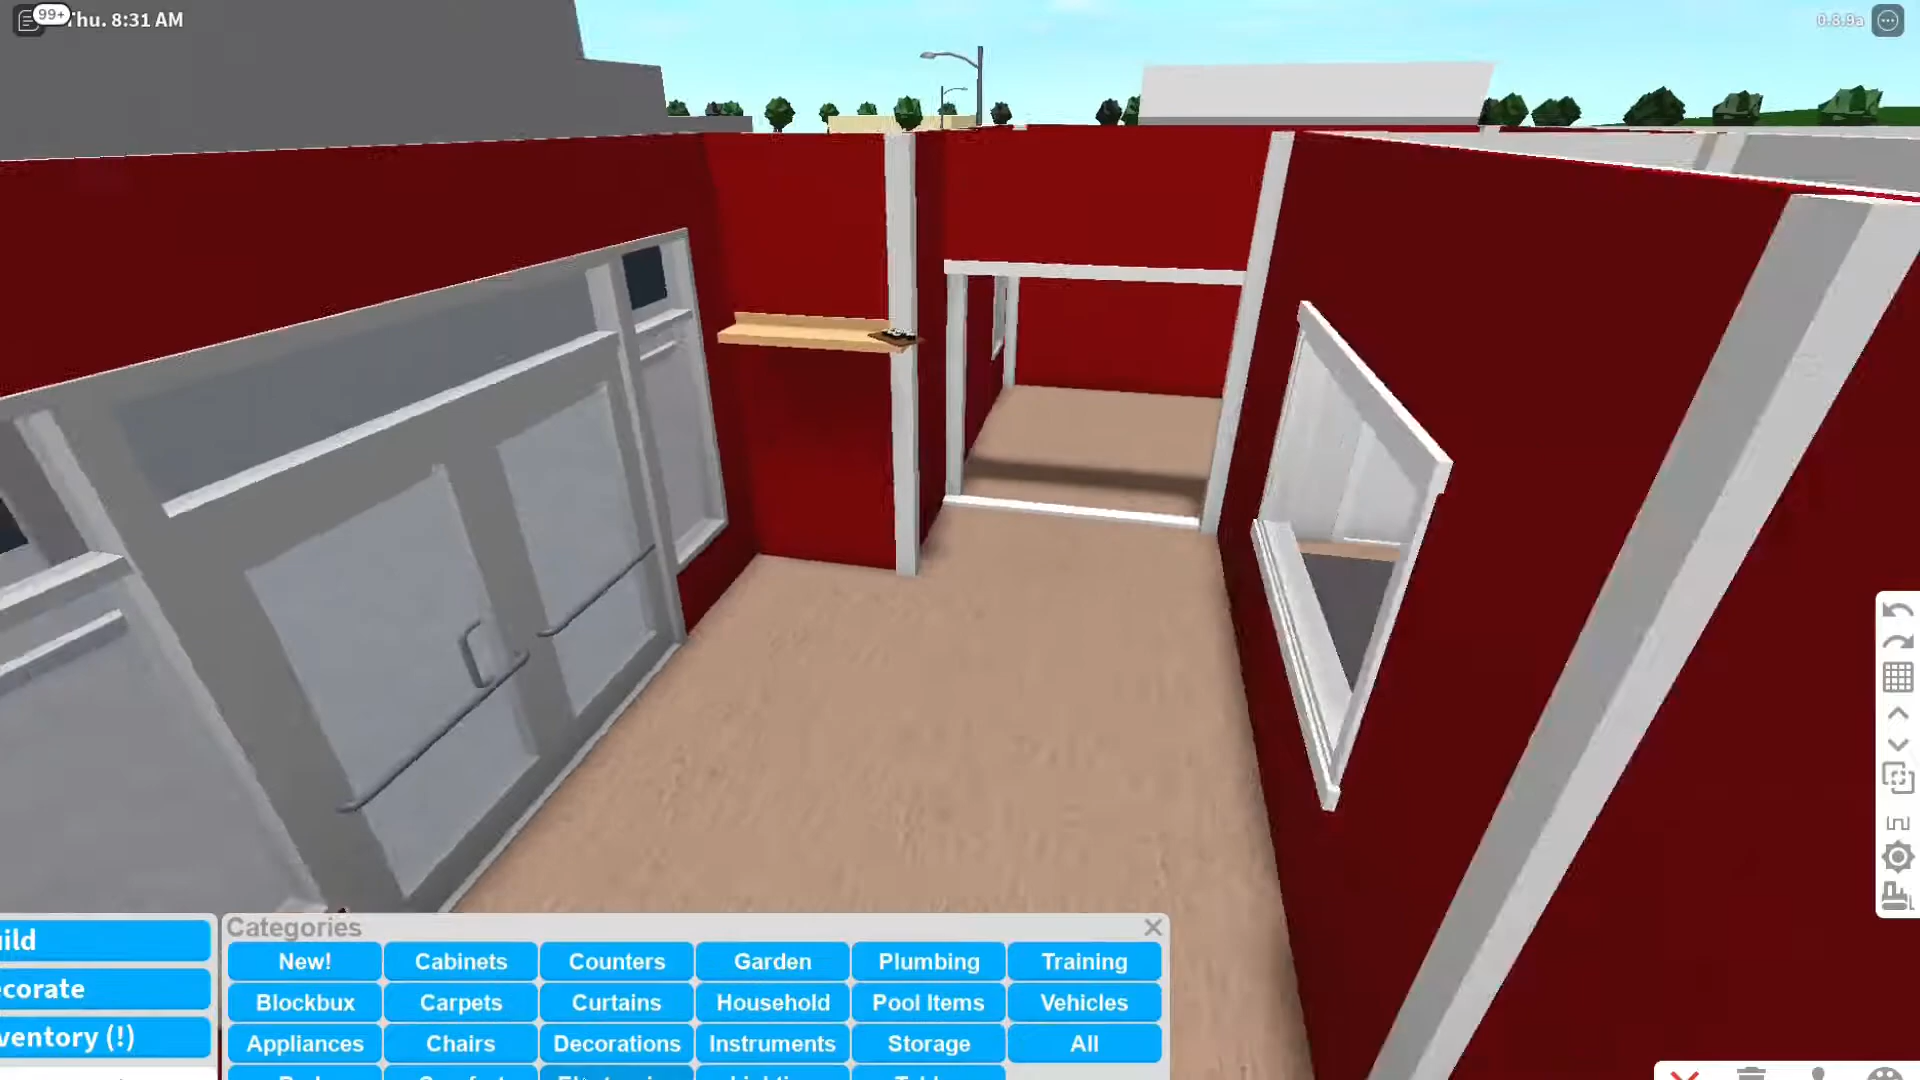 99+
Thu. 8:31 AM
0.8.9a
Categories
New! Cabinets Counters Garden Plumbing Training
Blockbux Carpets Curtains Household Pool Items Vehicles
Appliances Chairs Decorations Instruments Storage All
ild
ecorate
ventory (!)